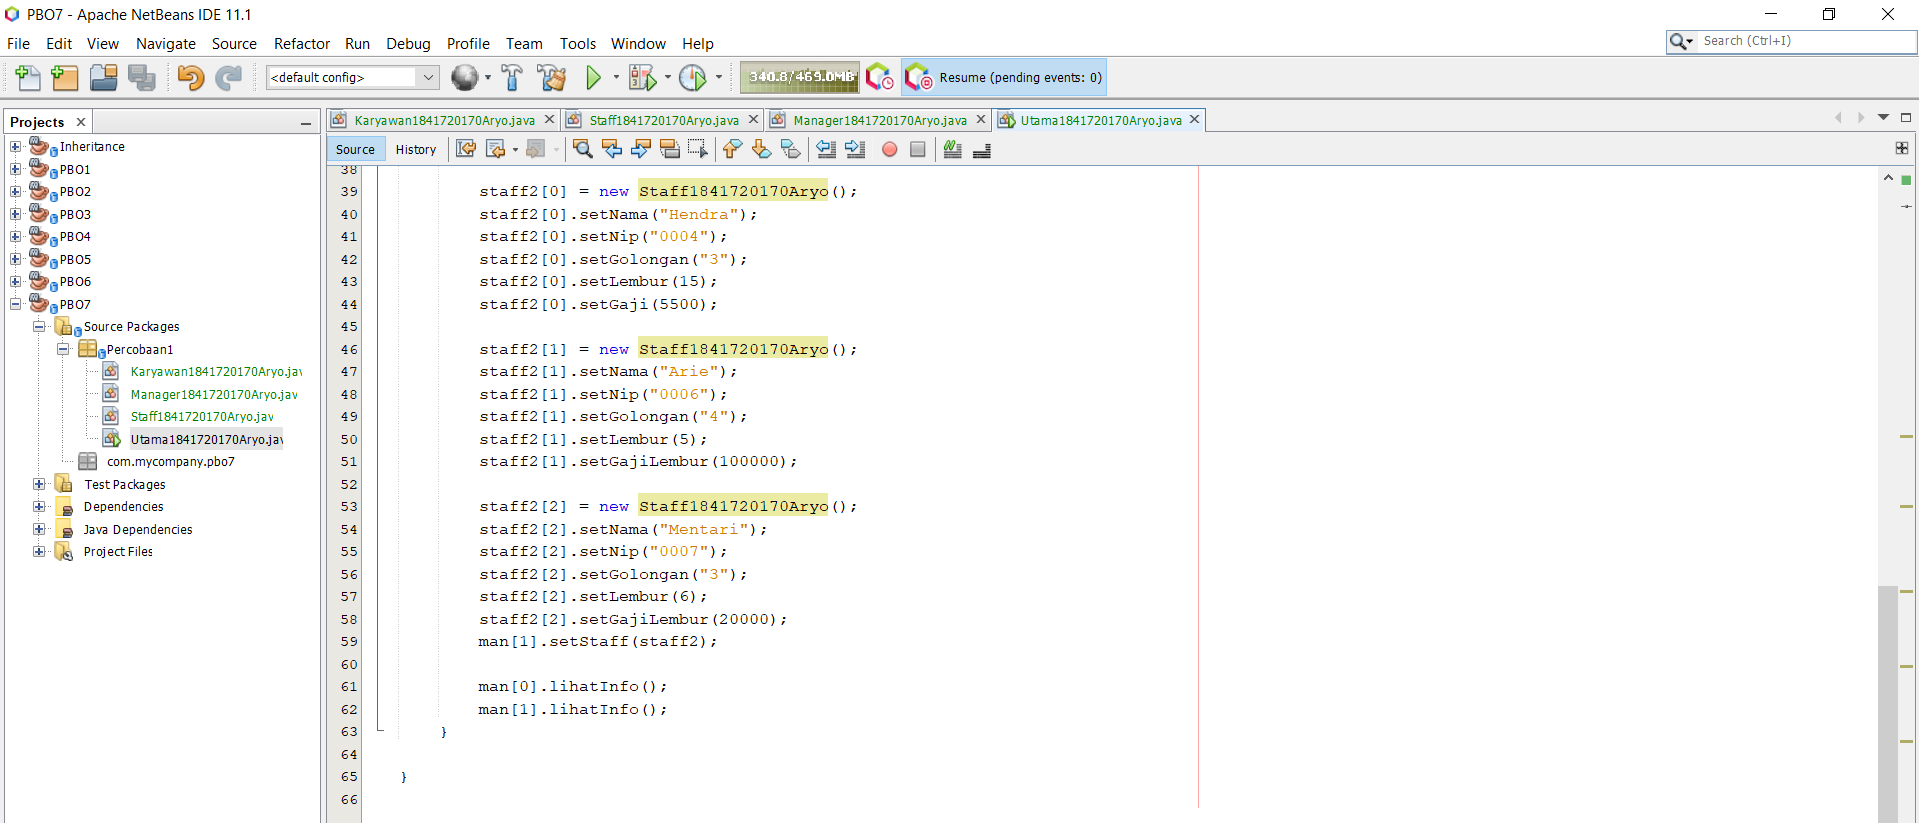 PBO7 - Apache NetBeans IDE 11.1
File Edit View Navigate Source Refactor Run Debug Profile Team Tools Window Help
Search (Ctrl+I)
<default config>
340.8/469.0MB
Resume (pending events: 0)
Projects
Karyawan1841720170Aryo.java
Staff1841720170Aryo.java
Manager1841720170Aryo.java
Utama1841720170Aryo.java
Source History
Inheritance
PBO1
PBO2
PBO3
PBO4
PBO5
PBO6
PBO7
Source Packages
Percobaan1
Karyawan1841720170Aryo.jav
Manager1841720170Aryo.jav
Staff1841720170Aryo.jav
Utama1841720170Aryo.jav
com.mycompany.pbo7
Test Packages
Dependencies
Java Dependencies
Project Files
38
39 staff2[0] = new Staff1841720170Aryo();
40 staff2[0].setNama("Hendra");
41 staff2[0].setNip("0004");
42 staff2[0].setGolongan("3");
43 staff2[0].setLembur(15);
44 staff2[0].setGaji(5500);
45
46 staff2[1] = new Staff1841720170Aryo();
47 staff2[1].setNama("Arie");
48 staff2[1].setNip("0006");
49 staff2[1].setGolongan("4");
50 staff2[1].setLembur(5);
51 staff2[1].setGajiLembur(100000);
52
53 staff2[2] = new Staff1841720170Aryo();
54 staff2[2].setNama("Mentari");
55 staff2[2].setNip("0007");
56 staff2[2].setGolongan("3");
57 staff2[2].setLembur(6);
58 staff2[2].setGajiLembur(20000);
59 man[1].setStaff(staff2);
60
61 man[0].lihatInfo();
62 man[1].lihatInfo();
63 }
64
65 }
66